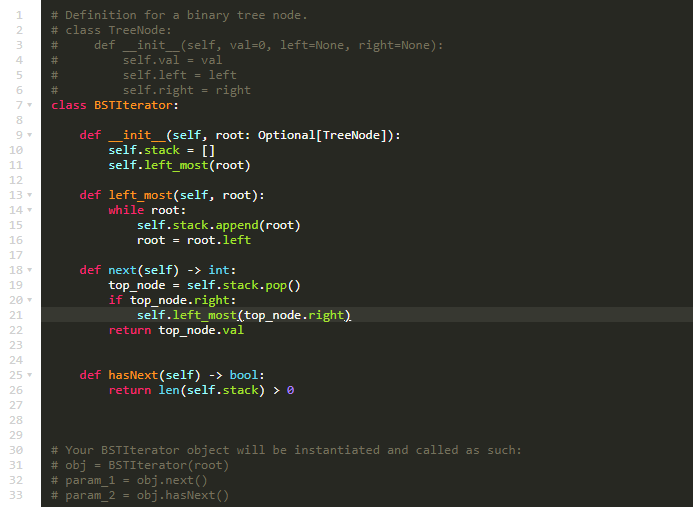 1 # Definition for a binary tree node.
2 # class TreeNode:
3 #     def __init__(self, val=0, left=None, right=None):
4 #         self.val = val
5 #         self.left = left
6 #         self.right = right
7 class BSTIterator:
8
9     def __init__(self, root: Optional[TreeNode]):
10         self.stack = []
11         self.left_most(root)
12
13     def left_most(self, root):
14         while root:
15             self.stack.append(root)
16             root = root.left
17
18     def next(self) -> int:
19         top_node = self.stack.pop()
20         if top_node.right:
21             self.left_most(top_node.right)
22         return top_node.val
23
24
25     def hasNext(self) -> bool:
26         return len(self.stack) > 0
27
28
29
30 # Your BSTIterator object will be instantiated and called as such:
31 # obj = BSTIterator(root)
32 # param_1 = obj.next()
33 # param_2 = obj.hasNext()